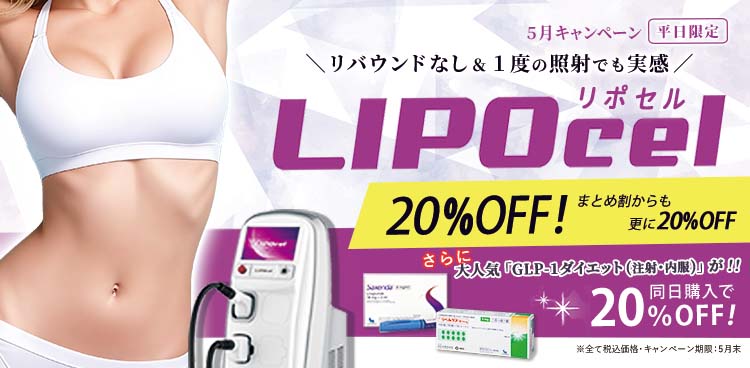 5月キャンペーン 平日限定
＼ リバウンドなし＆１度の照射でも実感 ／
リポセル
LIPOcel
20%OFF!
まとめ割からも
更に20%OFF
さらに
大人気「GLP-1ダイエット（注射・内服）」が!!
同日購入で
20%OFF!
LIPOcel
Saxenda
※全て税込価格・キャンペーン期限：5月末